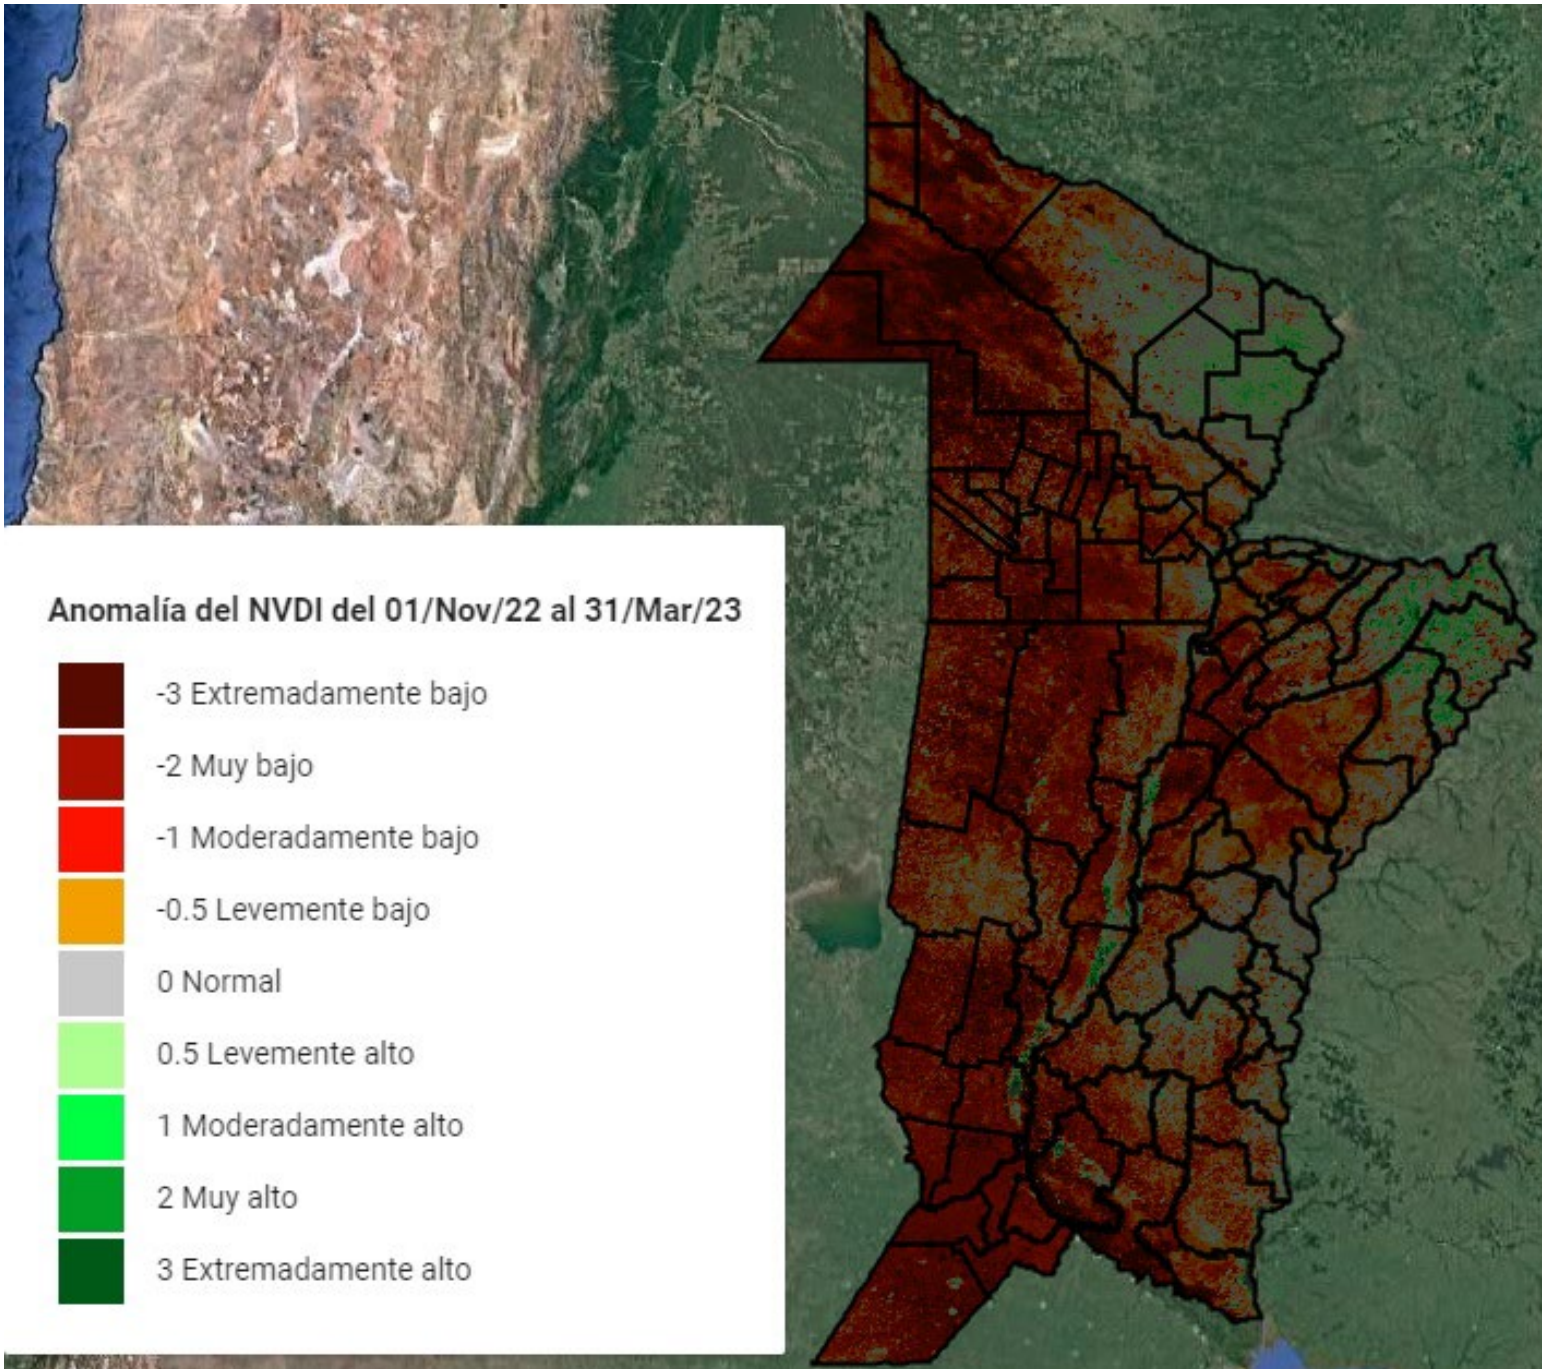 Anomalía del NVDI del 01/Nov/22 al 31/Mar/23
-3 Extremadamente bajo
-2 Muy bajo
-1 Moderadamente bajo
-0.5 Levemente bajo
0 Normal
0.5 Levemente alto
1 Moderadamente alto
2 Muy alto
3 Extremadamente alto